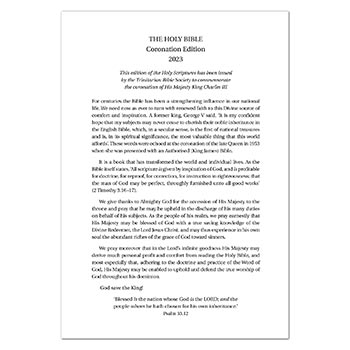 THE HOLY BIBLE
Coronation Edition
2023
This edition of the Holy Scriptures has been issued
by the Trinitarian Bible Society to commemorate
the coronation of His Majesty King Charles III
For centuries the Bible has been a strengthening influence in our national
life. We need now as ever to turn with renewed faith to this Divine source of
comfort and inspiration. A former king, George V said, 'It is my confident
hope that my subjects may never cease to cherish their noble inheritance in
the English Bible, which, in a secular sense, is the first of national treasures
and is, in its spiritual significance, the most valuable thing that this world
affords'. These words were echoed at the coronation of the late Queen in 1953
when she was presented with an Authorised (King James) Bible.
It is a book that has transformed the world and individual lives. As the
Bible itself states, 'All scripture is given by inspiration of God, and is profitable
for doctrine, for reproof, for correction, for instruction in righteousness: that
the man of God may be perfect, throughly furnished unto all good works'
(2 Timothy 3.16–17).
We give thanks to Almighty God for the accession of His Majesty to the
throne and pray that he may be upheld in the discharge of his many duties
on behalf of his subjects. As the people of his realm, we pray earnestly that
His Majesty may be blessed of God with a true saving knowledge of the
Divine Redeemer, the Lord Jesus Christ, and may thus experience in his own
soul the abundant riches of the grace of God toward sinners.
We pray moreover that in the Lord's infinite goodness His Majesty may
derive much personal profit and comfort from reading the Holy Bible, and
most especially that, adhering to the doctrine and precepts of the Word of
God, His Majesty may be enabled to uphold and defend the true worship of
God throughout his dominion.
God save the King!
'Blessed is the nation whose God is the LORD; and the
people whom he hath chosen for his own inheritance.'
Psalm 33.12